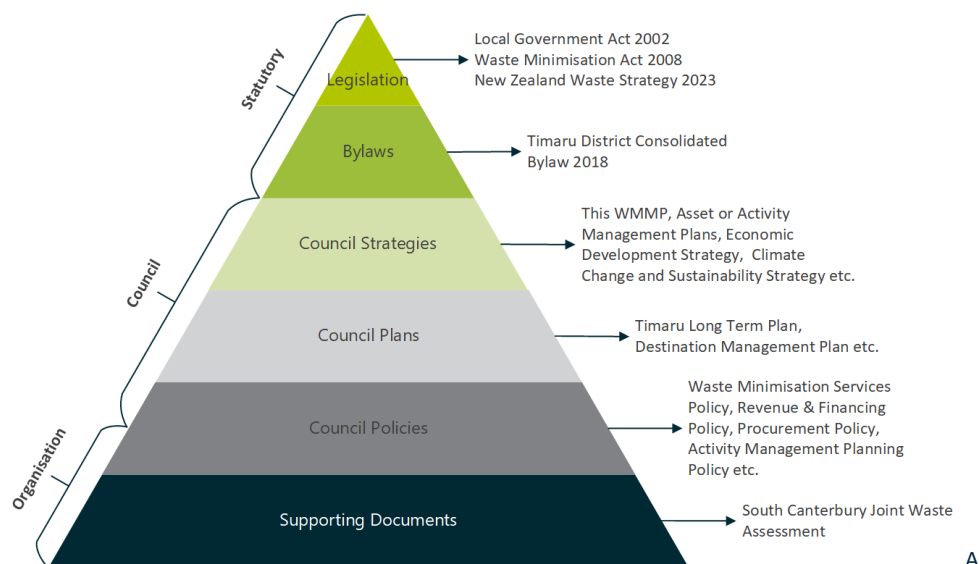 Statutory
Legislation
Local Government Act 2002
Waste Minimisation Act 2008
New Zealand Waste Strategy 2023
Bylaws
Timaru District Consolidated
Bylaw 2018
Council
Council Strategies
This WMMP, Asset or Activity
Management Plans, Economic
Development Strategy, Climate
Change and Sustainability Strategy etc.
Council Plans
Timaru Long Term Plan,
Destination Management Plan etc.
Organisation
Council Policies
Waste Minimisation Services
Policy, Revenue & Financing
Policy, Procurement Policy,
Activity Management Planning
Policy etc.
Supporting Documents
South Canterbury Joint Waste
Assessment
A